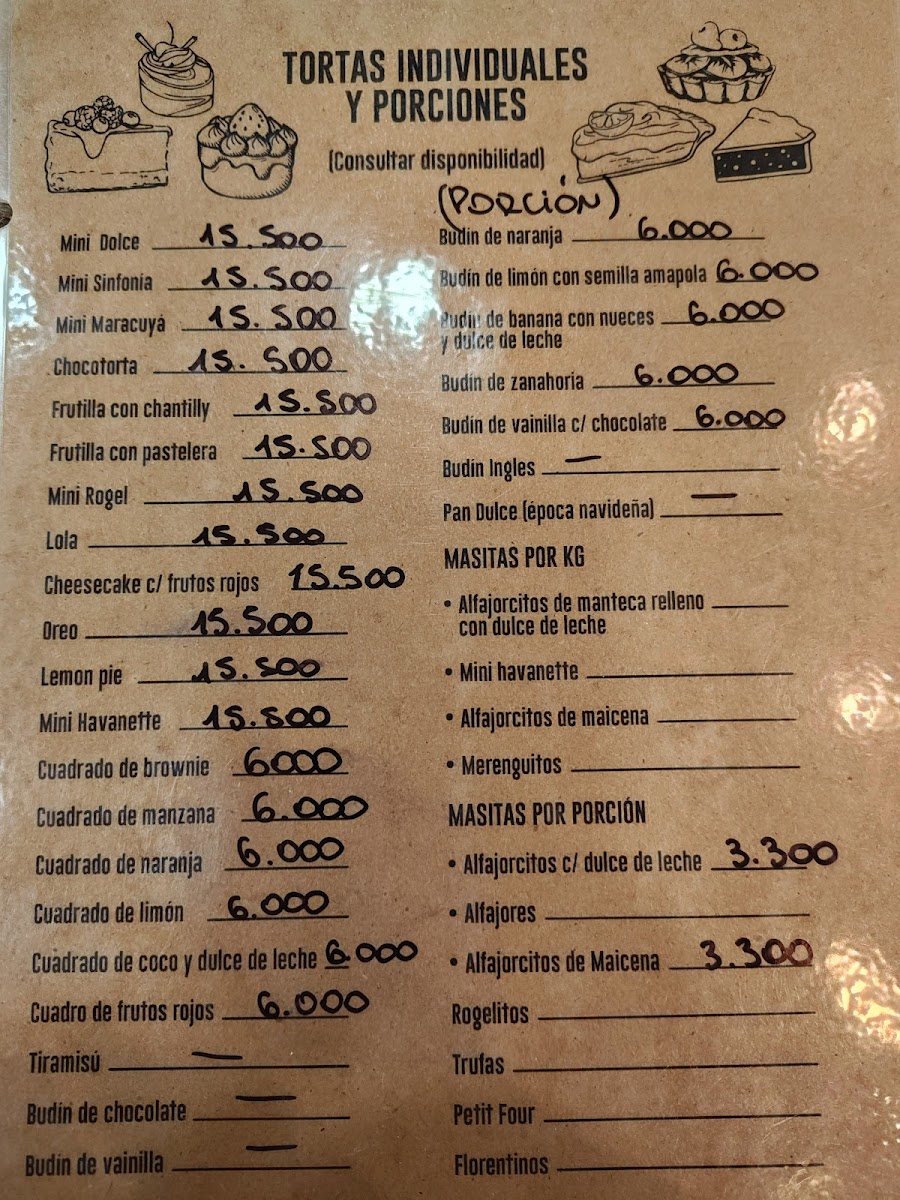 TORTAS INDIVIDUALES
Y PORCIONES
(Consultar disponibilidad)
Mini Dolce 15.500
Mini Sinfonía 15.500
Mini Maracuyá 15.500
Chocotorta 15.500
Frutilla con chantilly 15.500
Frutilla con pastelera 15.500
Mini Rogel 15.500
Lola 15.500
Cheesecake c/ frutos rojos 15.500
Oreo 15.500
Lemon pie 15.500
Mini Havanette 15.500
Cuadrado de brownie 6000
Cuadrado de manzana 6.000
Cuadrado de naranja 6.000
Cuadrado de limón 6.000
Cuadrado de coco y dulce de leche 6.000
Cuadro de frutos rojos 6.000
Tiramisú —
Budín de chocolate —
Budín de vainilla —
(PORCIÓN)
Budín de naranja 6.000
Budín de limón con semilla amapola 6.000
Budín de banana con nueces 6.000
y dulce de leche
Budín de zanahoria 6.000
Budín de vainilla c/ chocolate 6.000
Budín Ingles —
Pan Dulce (época navideña) —
MASITAS POR KG
• Alfajorcitos de manteca relleno
con dulce de leche
• Mini havanette
• Alfajorcitos de maicena
• Merenguitos
MASITAS POR PORCIÓN
• Alfajorcitos c/ dulce de leche 3.300
• Alfajores
• Alfajorcitos de Maicena 3.300
Rogelitos
Trufas
Petit Four
Florentinos